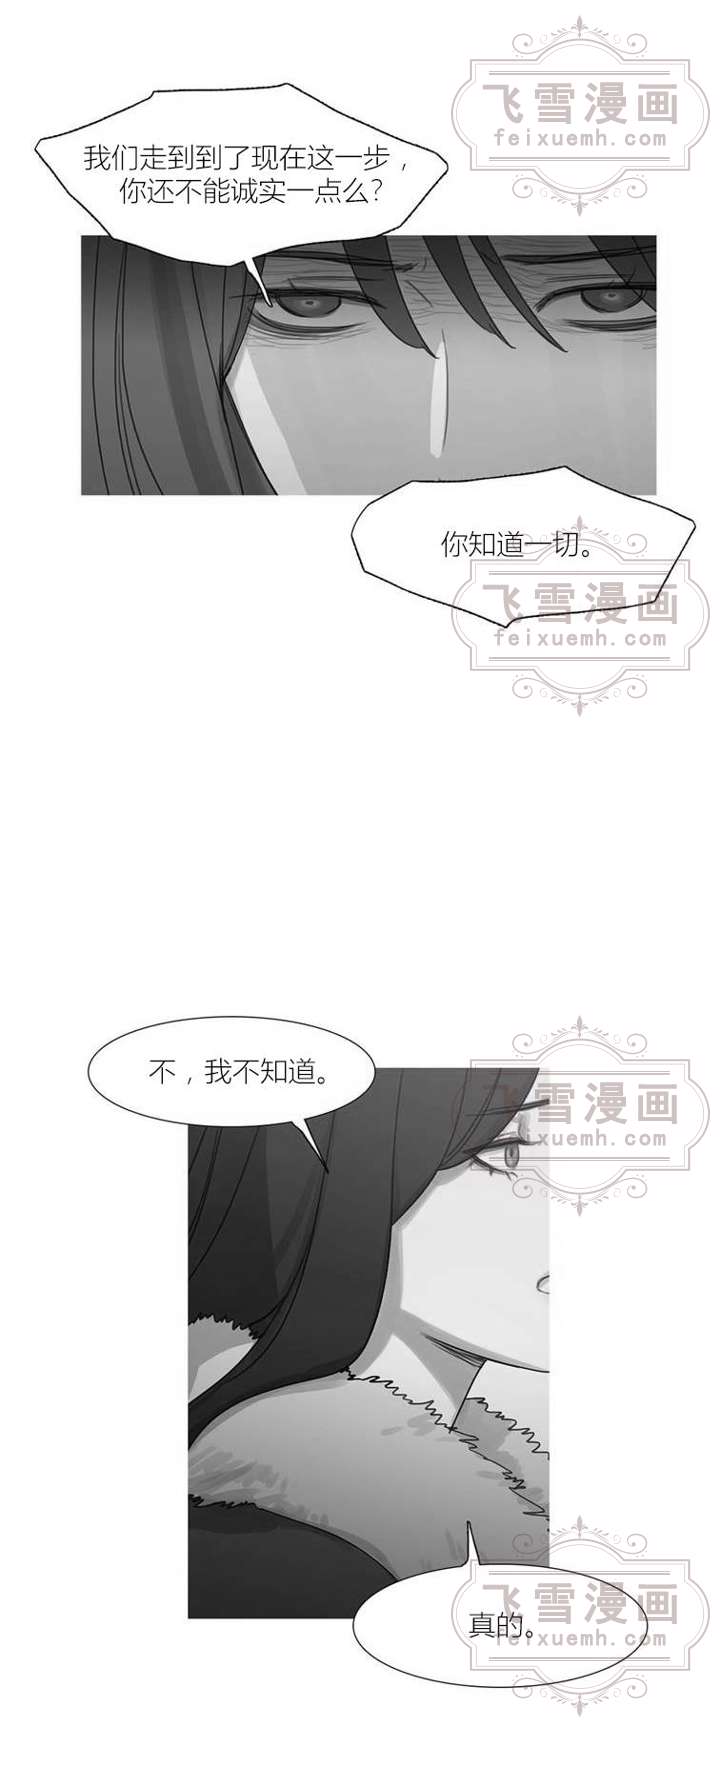 飞雪漫画
feixuemh.com
我们走到到了现在这一步，
你还不能诚实一点么？
你知道一切。
飞雪漫画
feixuemh.com
不，我不知道。
飞雪漫画
feixuemh.com
真的。
飞雪漫画
feixuemh.com